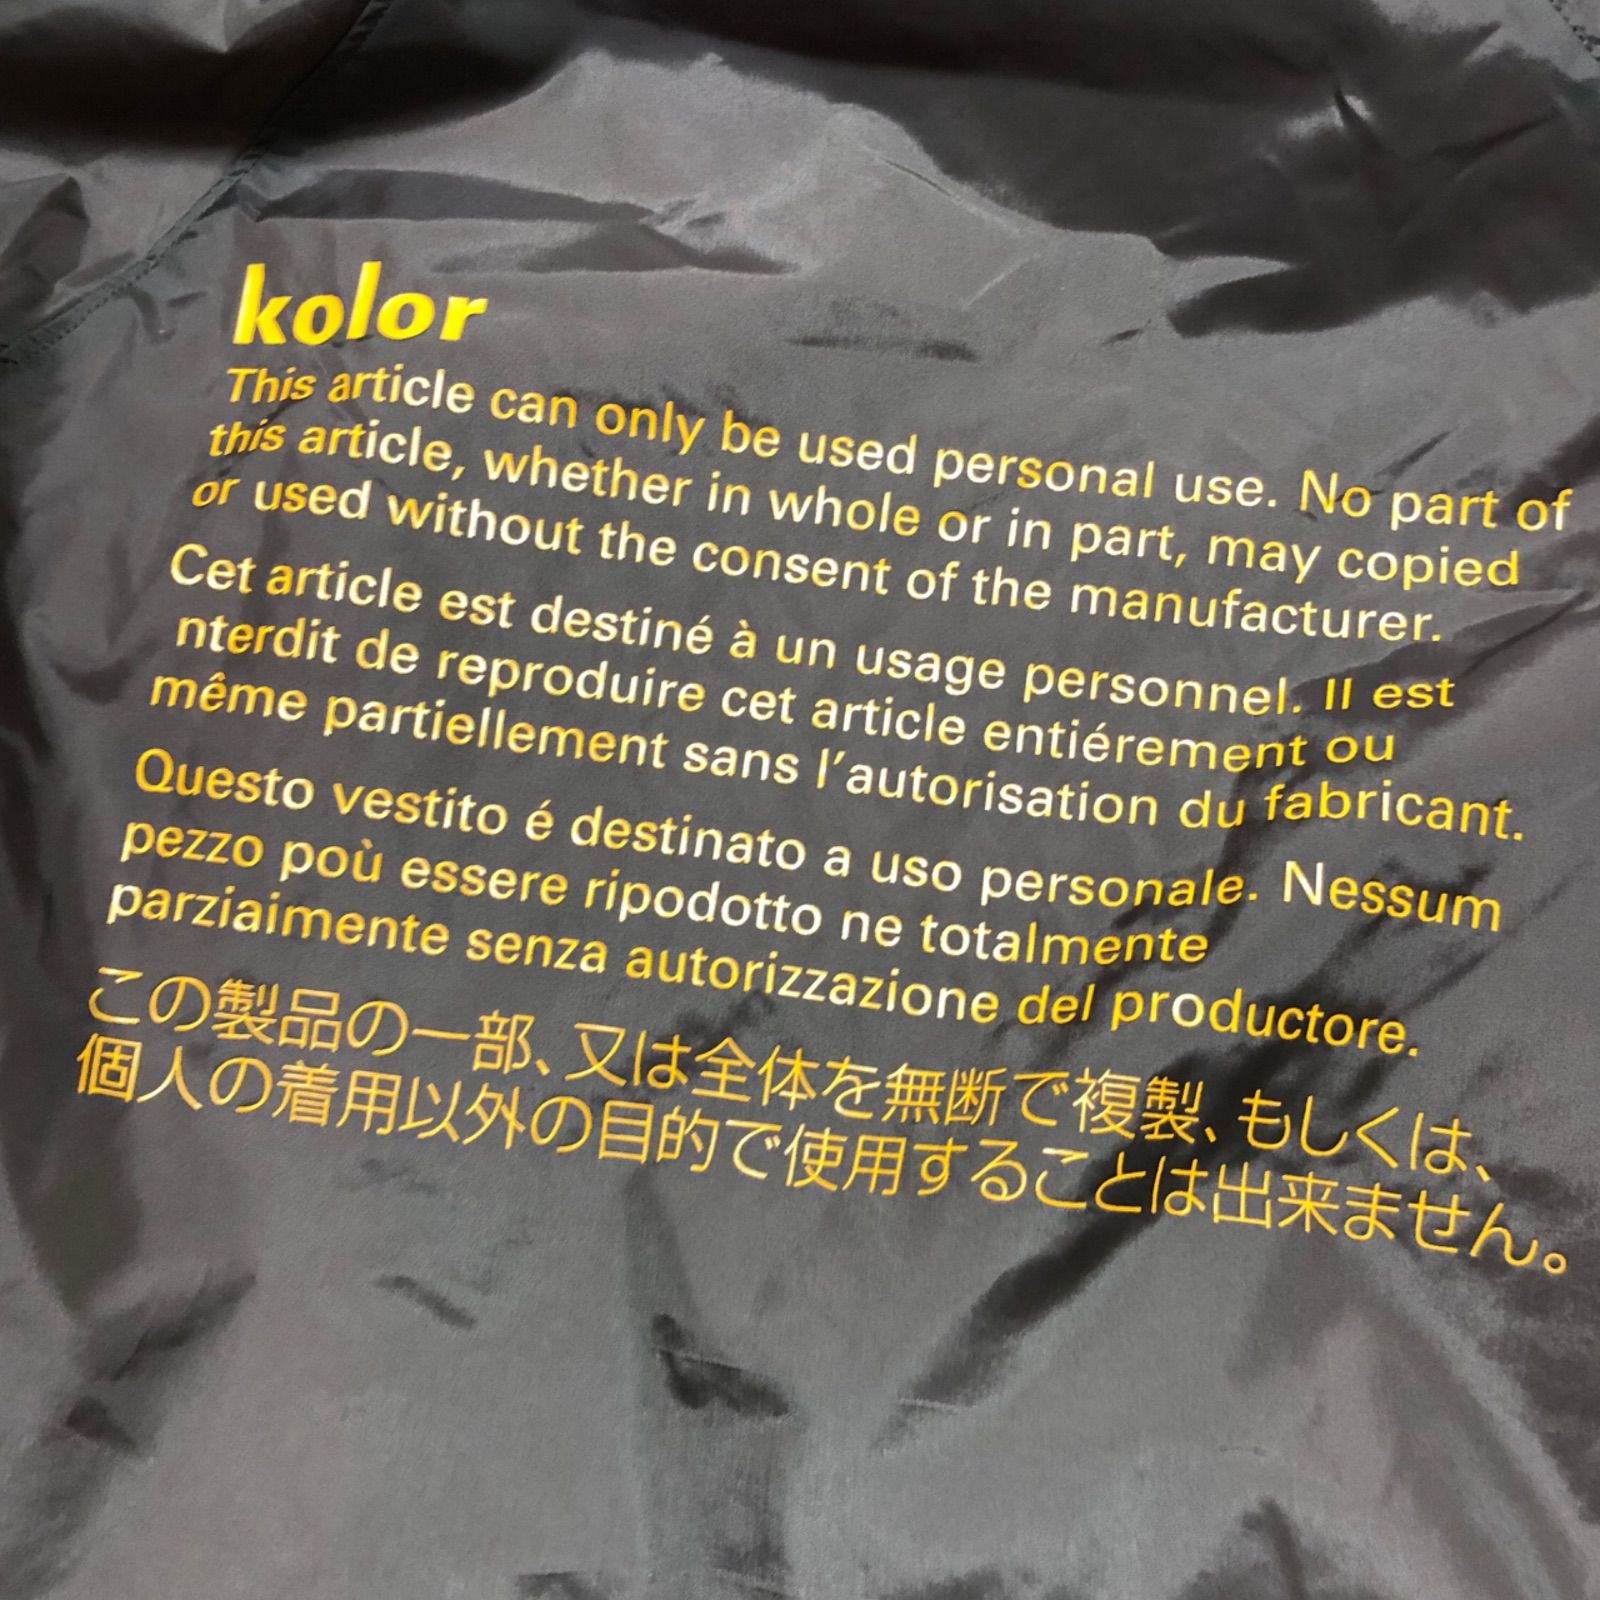 kolor
This article can only be used personal use. No part of
this article, whether in whole or in part, may copied
or used without the consent of the manufacturer.
Cet article est destiné à un usage personnel. Il est
nterdit de reproduire cet article entiérement ou
même partiellement sans l'autorisation du fabricant.
Questo vestito é destinato a uso personale. Nessum
pezzo poù essere ripodotto ne totalmente
parziaimente senza autorizzazione del productore.
この製品の一部、又は全体を無断で複製、もしくは、
個人の着用以外の目的で使用することは出来ません。